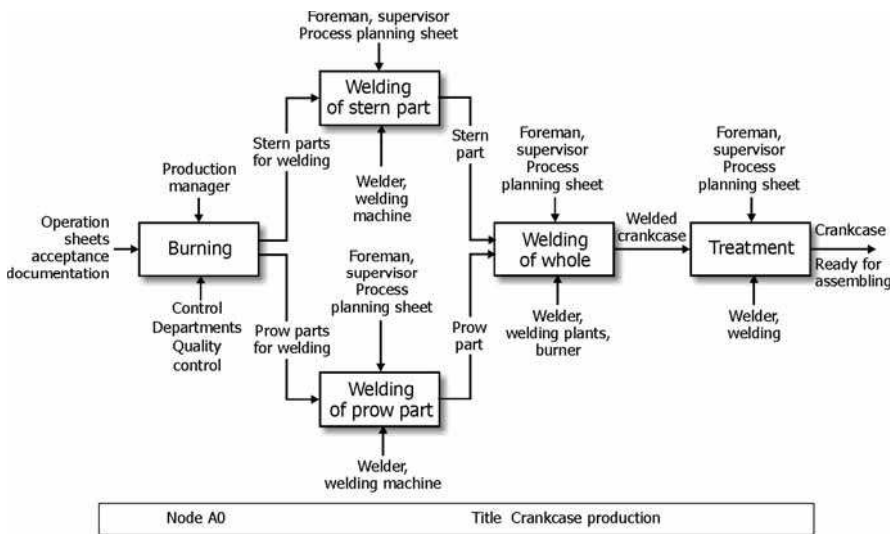 Foreman, supervisor
Process planning sheet
Welding
of stern part
Stern parts
for welding
Stern
part
Welder,
welding
machine
Production
manager
Operation
sheets
acceptance
documentation
Burning
Control
Departments
Quality
control
Prow parts
for welding
Foreman,
supervisor
Process
planning sheet
Welding
of prow part
Welder,
welding machine
Prow
part
Foreman,
supervisor
Process
planning sheet
Welding
of whole
Welder,
welding plants,
burner
Welded
crankcase
Foreman,
supervisor
Process
planning sheet
Treatment
Welder,
welding
Crankcase
Ready for
assembling
Node A0 Title Crankcase production